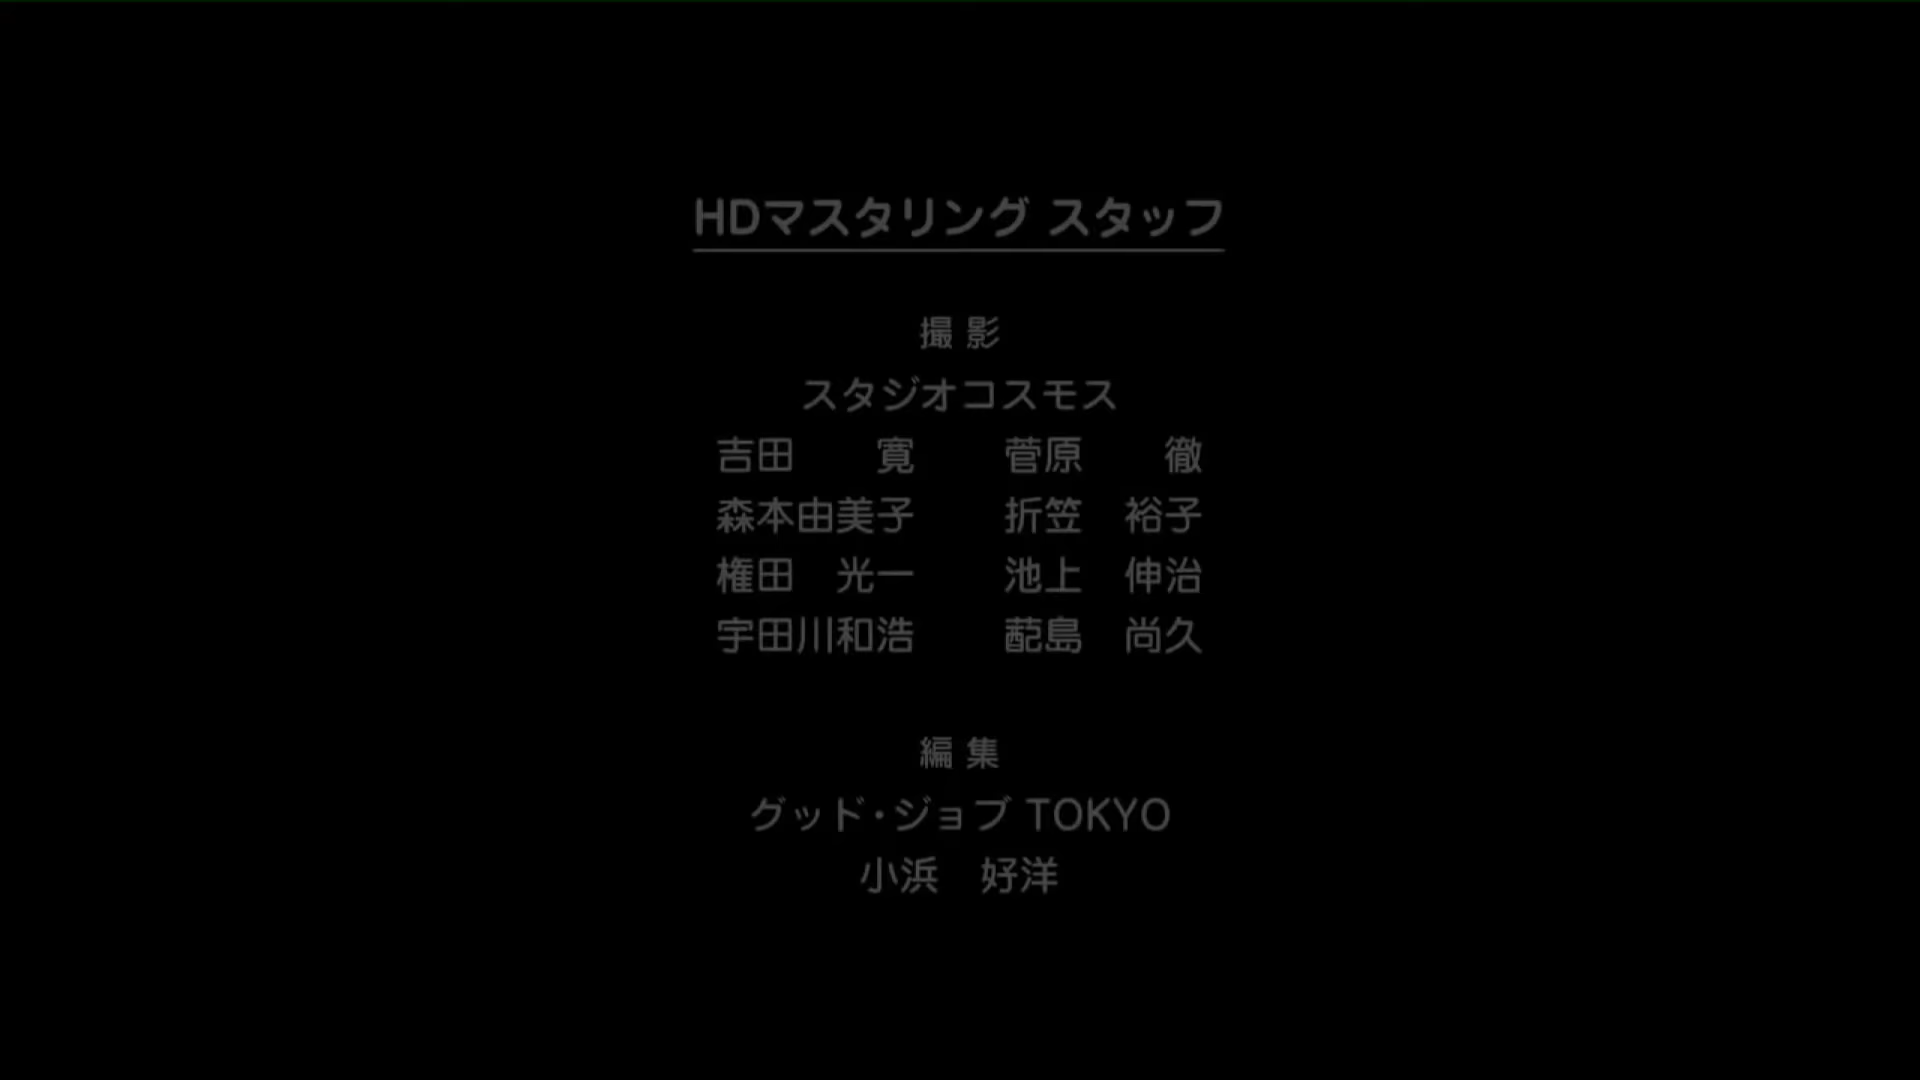 HDマスタリング スタッフ
撮 影
スタジオコスモス
吉田　　寛　　菅原　　徹
森本由美子　　折笠　裕子
権田　光一　　池上　伸治
宇田川和浩　　蓜島　尚久
編 集
グッド・ジョブ TOKYO
小浜　好洋